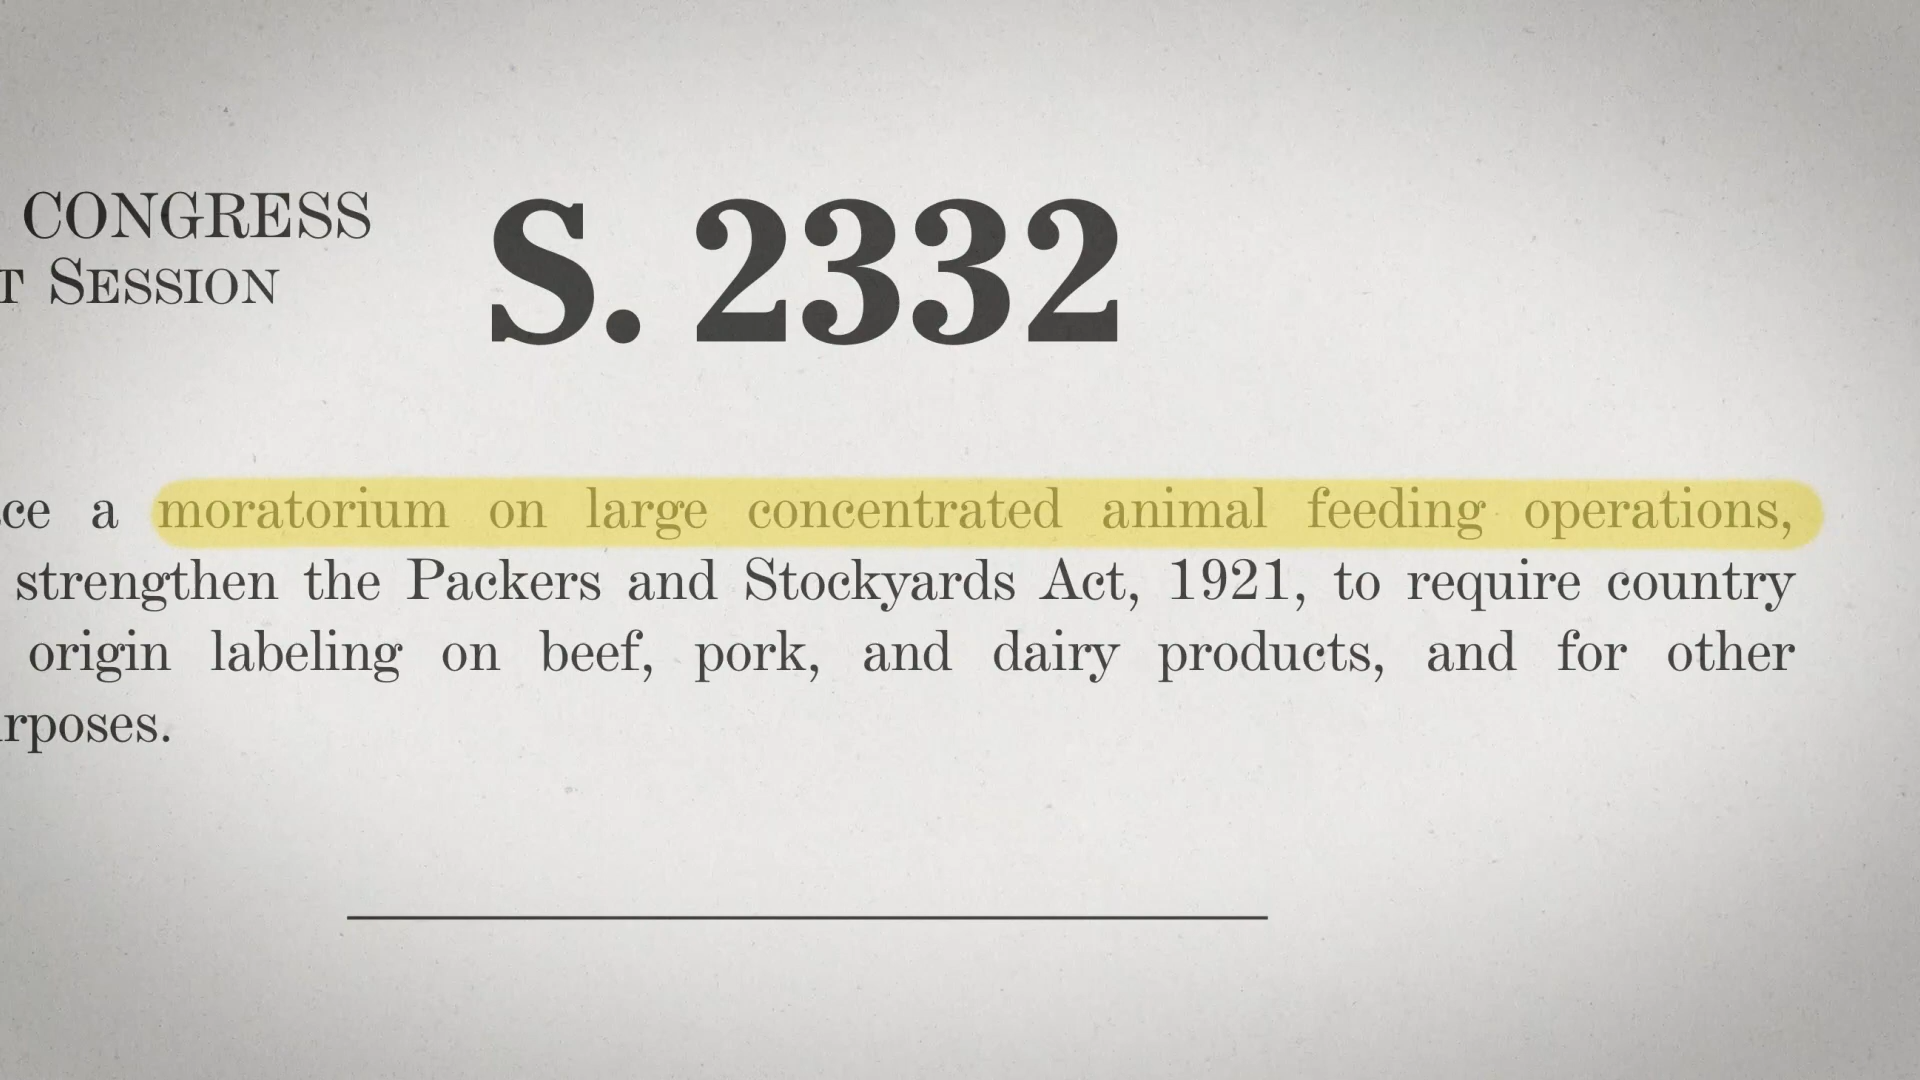 CONGRESS
T SESSION
S. 2332
ce a moratorium on large concentrated animal feeding operations,
strengthen the Packers and Stockyards Act, 1921, to require country
origin labeling on beef, pork, and dairy products, and for other
rposes.